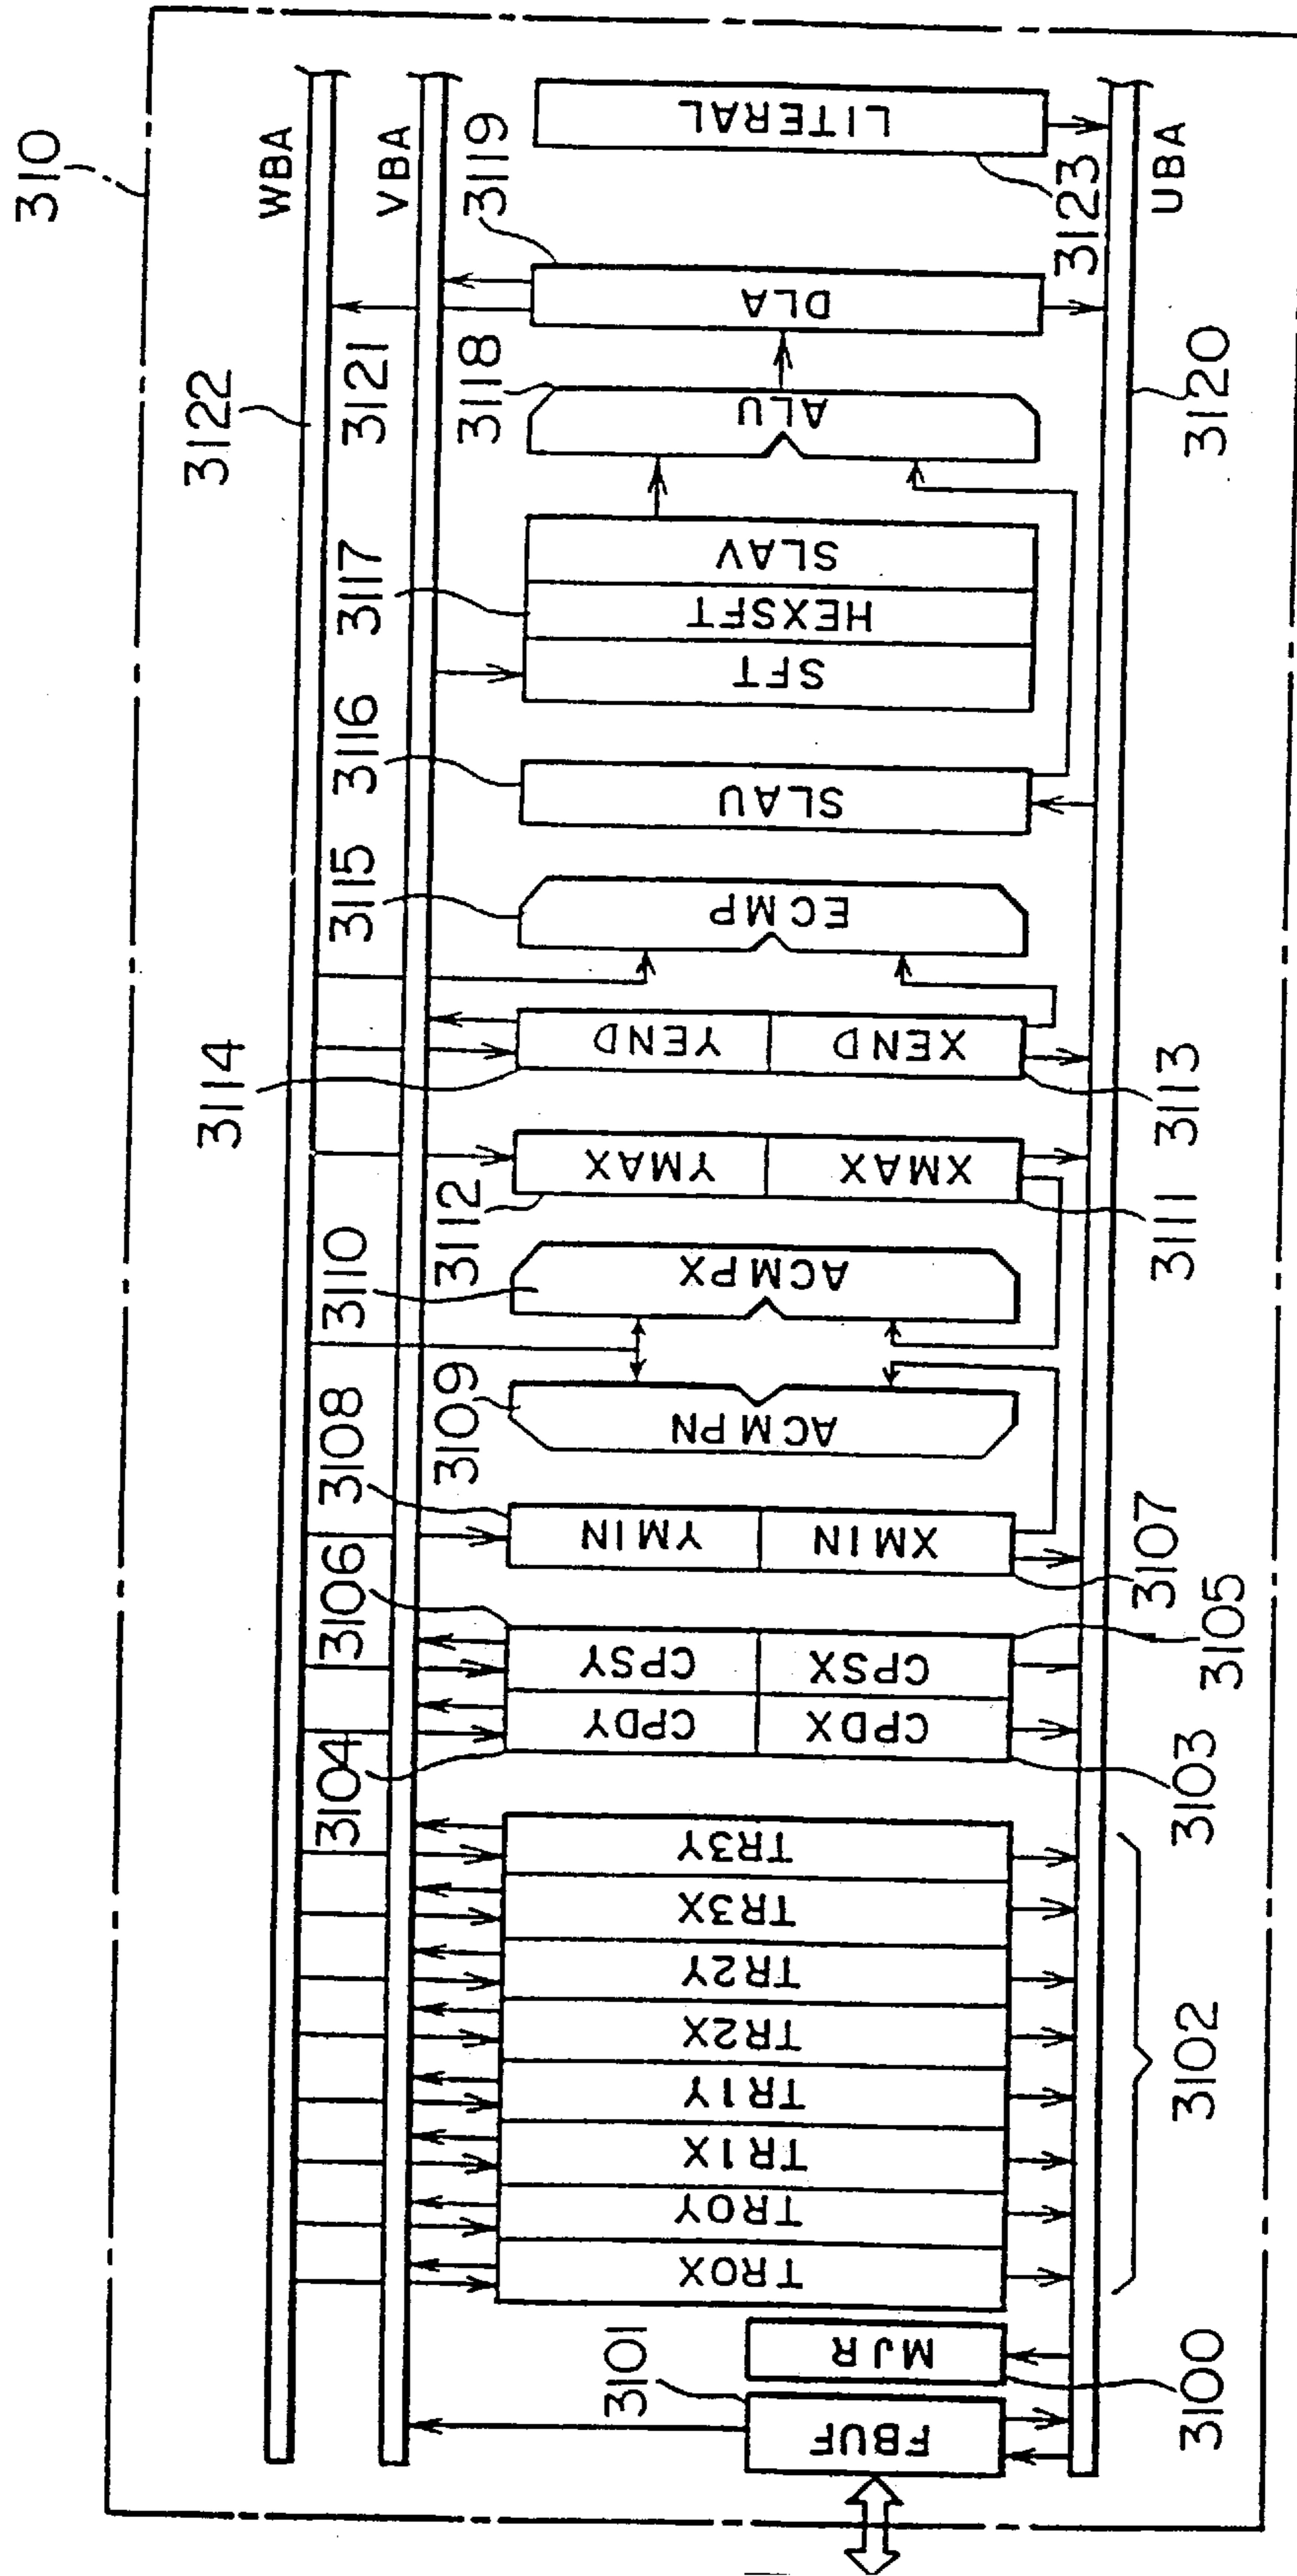 310
WBA
VBA
UBA
3122
3121
3120
LITERAL
3123
DLA
3119
ALU
3118
SLAV
HEXSFT
SFT
3117
SLAU
3116
ECMP
3115
YEND
XEND
3114
3113
YMAX
XMAX
3112
3111
ACMPX
3110
ACMPN
3109
YMIN
XMIN
3108
3107
CPSY
CPSX
3106
3105
CPDY
CPDX
3104
3103
TR3Y
TR3X
TR2Y
TR2X
TR1Y
TR1X
TR0Y
TR0X
3102
MJR
3100
FBUF
3101